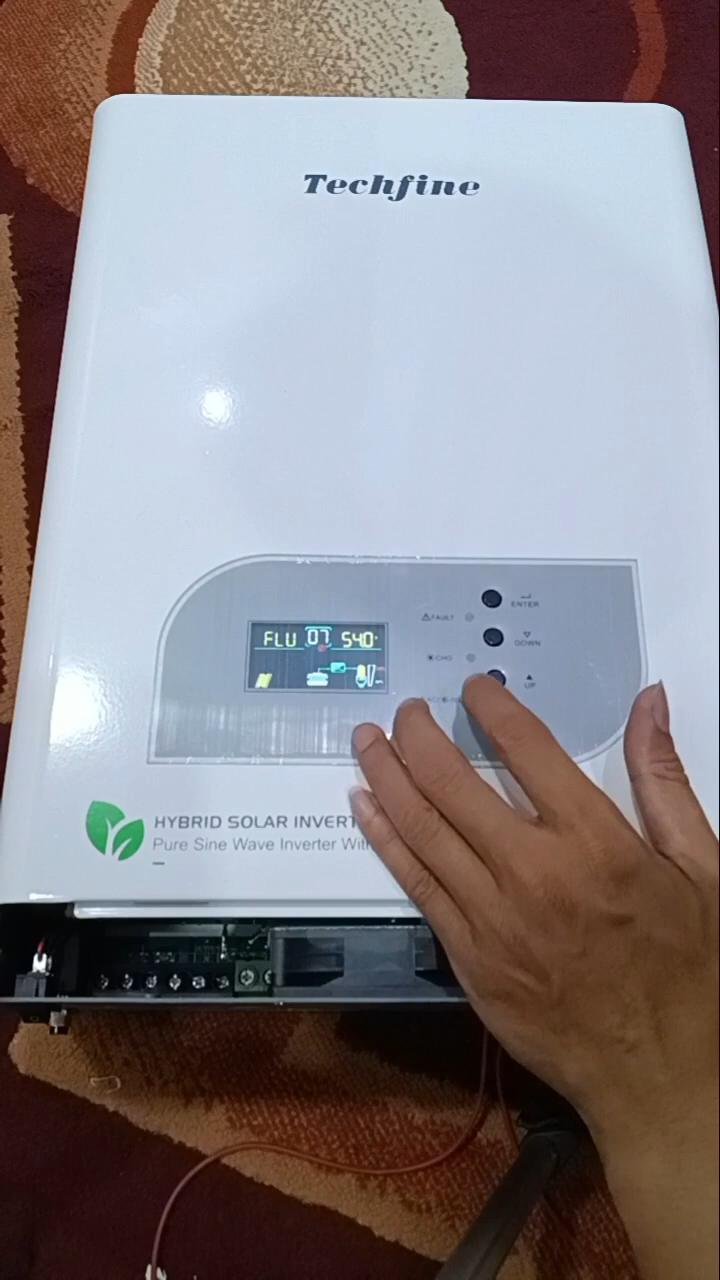 Techfine
FLU 07 540
FAULT
ENTER
DOWN
CHG
UP
HYBRID SOLAR INVERT
Pure Sine Wave Inverter With